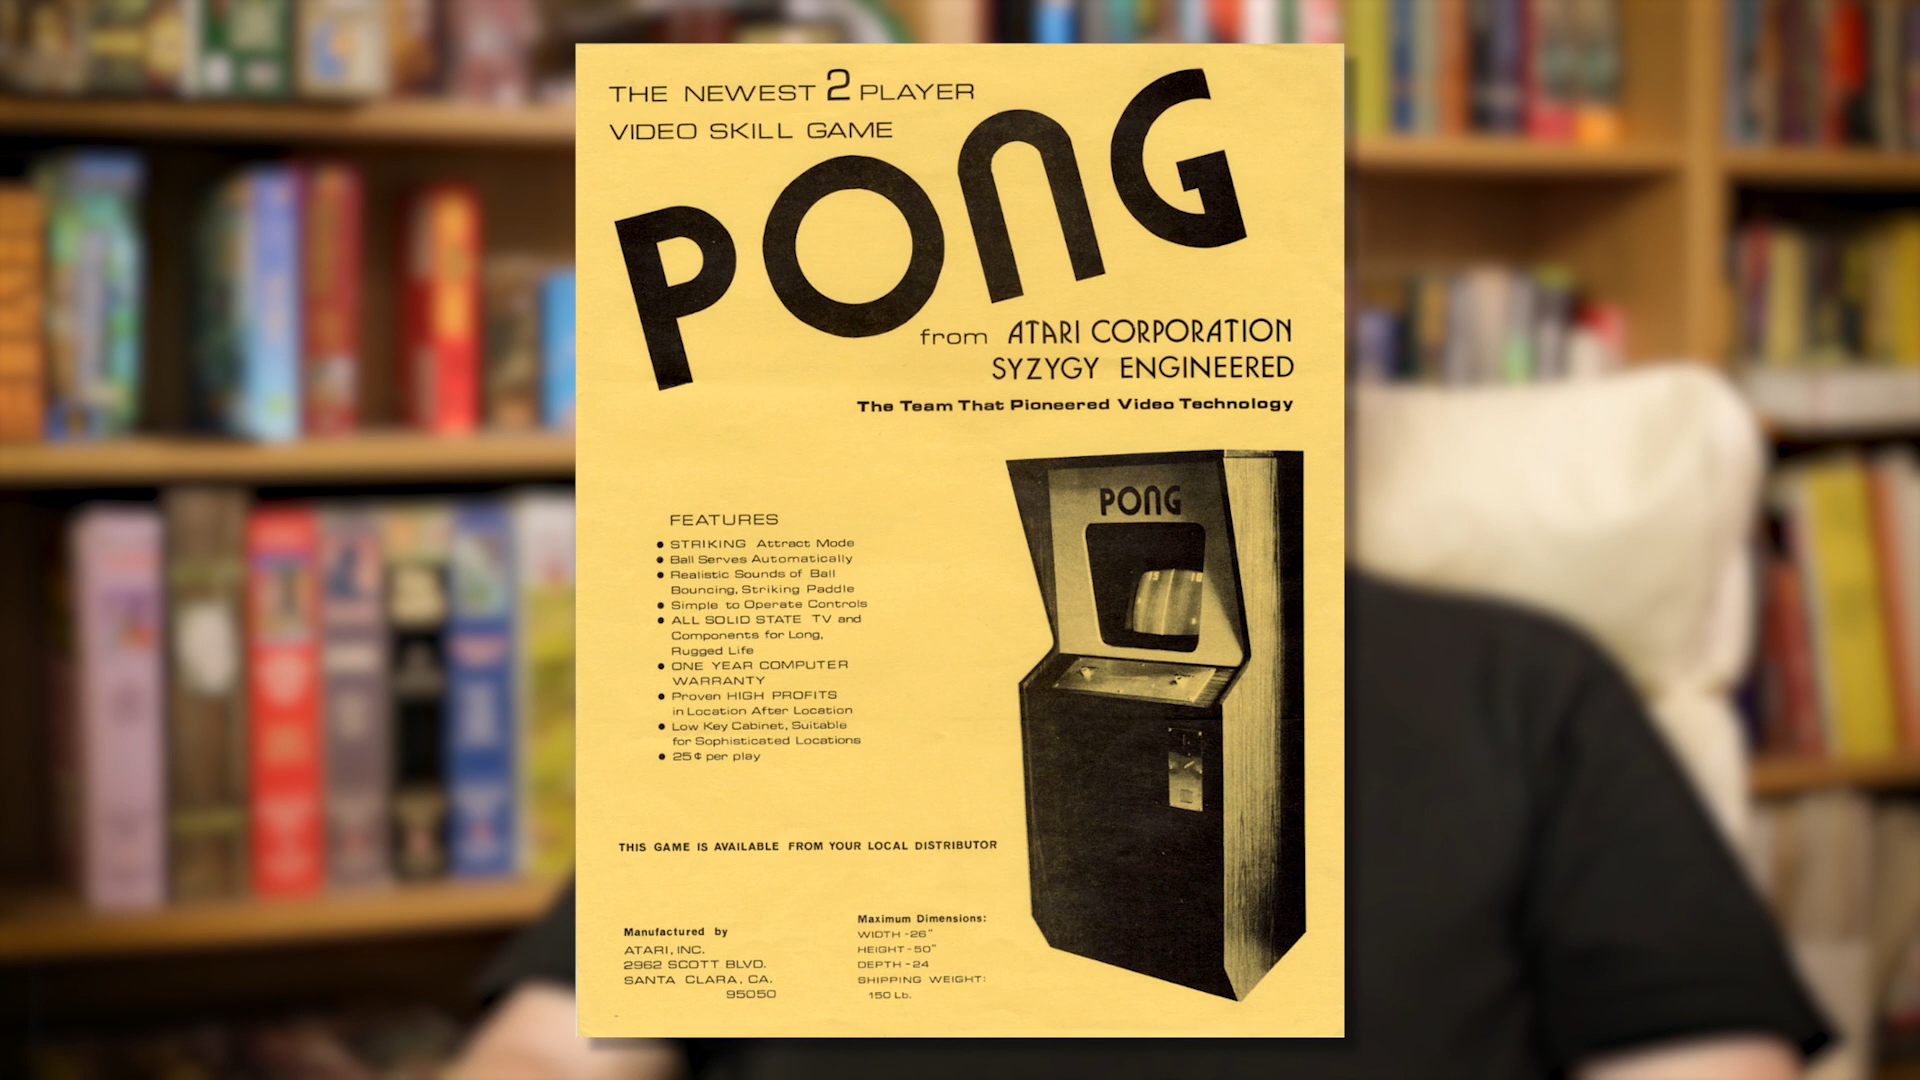 THE NEWEST 2 PLAYER
VIDEO SKILL GAME
PONG
from ATARI CORPORATION
SYZYGY ENGINEERED
The Team That Pioneered Video Technology
PONG
FEATURES
• STRIKING Attract Mode
• Ball Serves Automatically
• Realistic Sounds of Ball
Bouncing, Striking Paddle
• Simple to Operate Controls
• ALL SOLID STATE TV and
Components for Long,
Rugged Life
• ONE YEAR COMPUTER
WARRANTY
• Proven HIGH PROFITS
in Location After Location
• Low Key Cabinet, Suitable
for Sophisticated Locations
• 25¢ per play
THIS GAME IS AVAILABLE FROM YOUR LOCAL DISTRIBUTOR
Manufactured by
ATARI, INC.
2962 SCOTT BLVD.
SANTA CLARA, CA.
95050
Maximum Dimensions:
WIDTH - 26"
HEIGHT - 50"
DEPTH - 24
SHIPPING WEIGHT:
150 Lb.